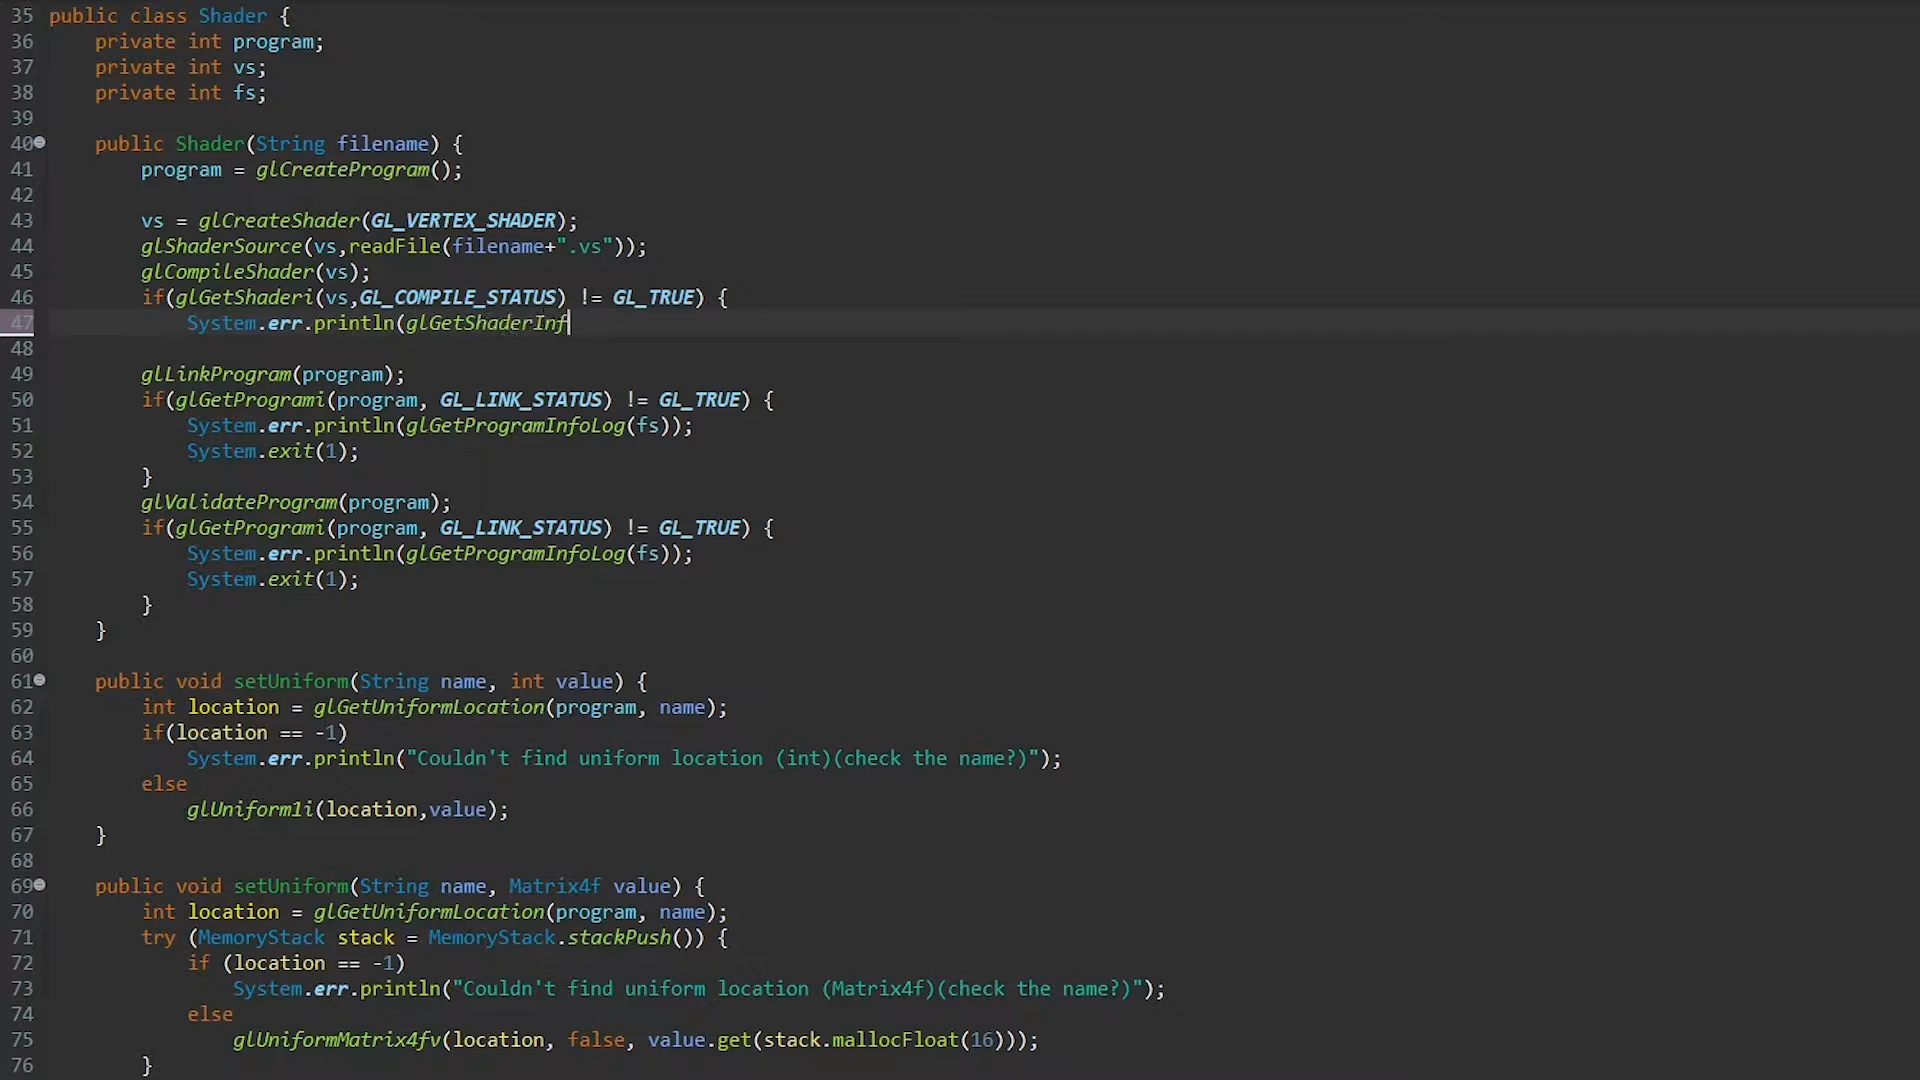 35 public class Shader {
36 private int program;
37 private int vs;
38 private int fs;
39
40 public Shader(String filename) {
41 program = glCreateProgram();
42
43 vs = glCreateShader(GL_VERTEX_SHADER);
44 glShaderSource(vs,readFile(filename+".vs"));
45 glCompileShader(vs);
46 if(glGetShaderi(vs,GL_COMPILE_STATUS) != GL_TRUE) {
47 System.err.println(glGetShaderInf
48
49 glLinkProgram(program);
50 if(glGetProgrami(program, GL_LINK_STATUS) != GL_TRUE) {
51 System.err.println(glGetProgramInfoLog(fs));
52 System.exit(1);
53 }
54 glValidateProgram(program);
55 if(glGetProgrami(program, GL_LINK_STATUS) != GL_TRUE) {
56 System.err.println(glGetProgramInfoLog(fs));
57 System.exit(1);
58 }
59 }
60
61 public void setUniform(String name, int value) {
62 int location = glGetUniformLocation(program, name);
63 if(location == -1)
64 System.err.println("Couldn't find uniform location (int)(check the name?)");
65 else
66 glUniform1i(location,value);
67 }
68
69 public void setUniform(String name, Matrix4f value) {
70 int location = glGetUniformLocation(program, name);
71 try (MemoryStack stack = MemoryStack.stackPush()) {
72 if (location == -1)
73 System.err.println("Couldn't find uniform location (Matrix4f)(check the name?)");
74 else
75 glUniformMatrix4fv(location, false, value.get(stack.mallocFloat(16)));
76 }